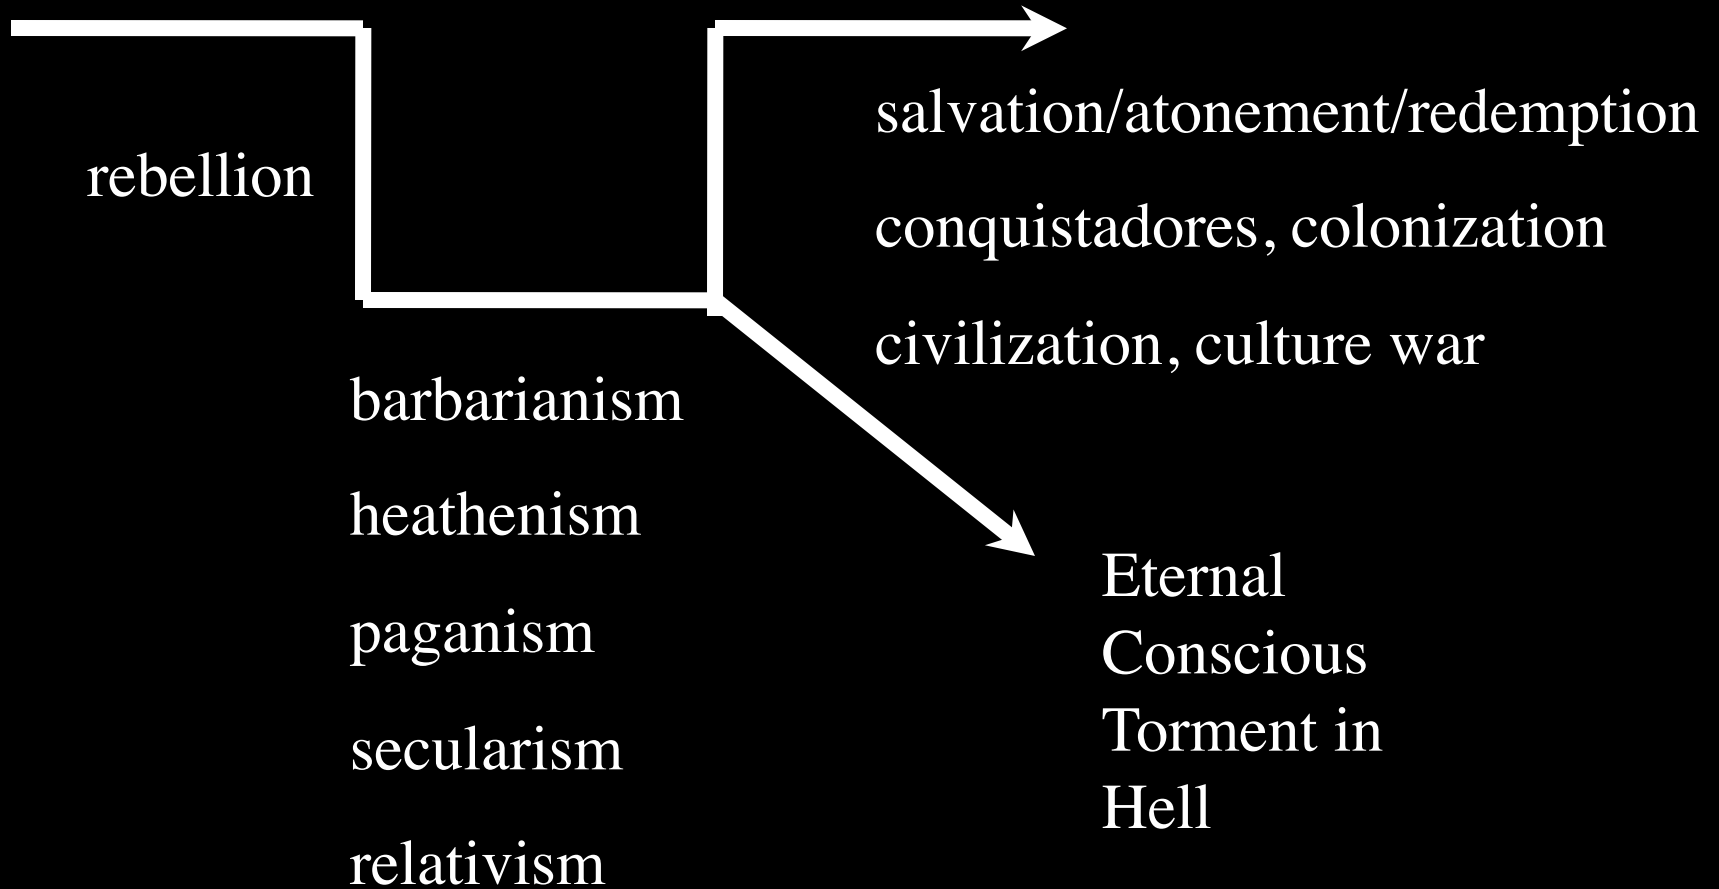 rebellion
salvation/atonement/redemption
conquistadores, colonization
civilization, culture war
barbarianism
heathenism
paganism
secularism
relativism
Eternal
Conscious
Torment in
Hell